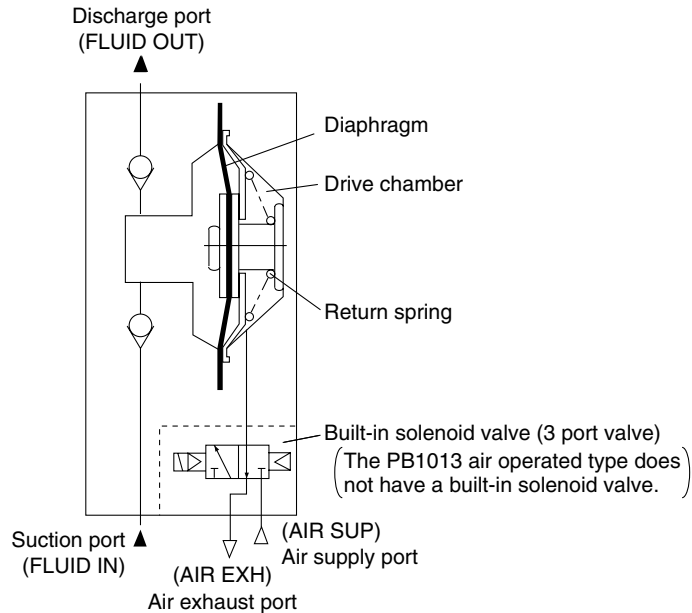 Discharge port
(FLUID OUT)
Diaphragm
Drive chamber
Return spring
Built-in solenoid valve (3 port valve)
(The PB1013 air operated type does
not have a built-in solenoid valve.)
Suction port
(FLUID IN)
(AIR SUP)
Air supply port
(AIR EXH)
Air exhaust port